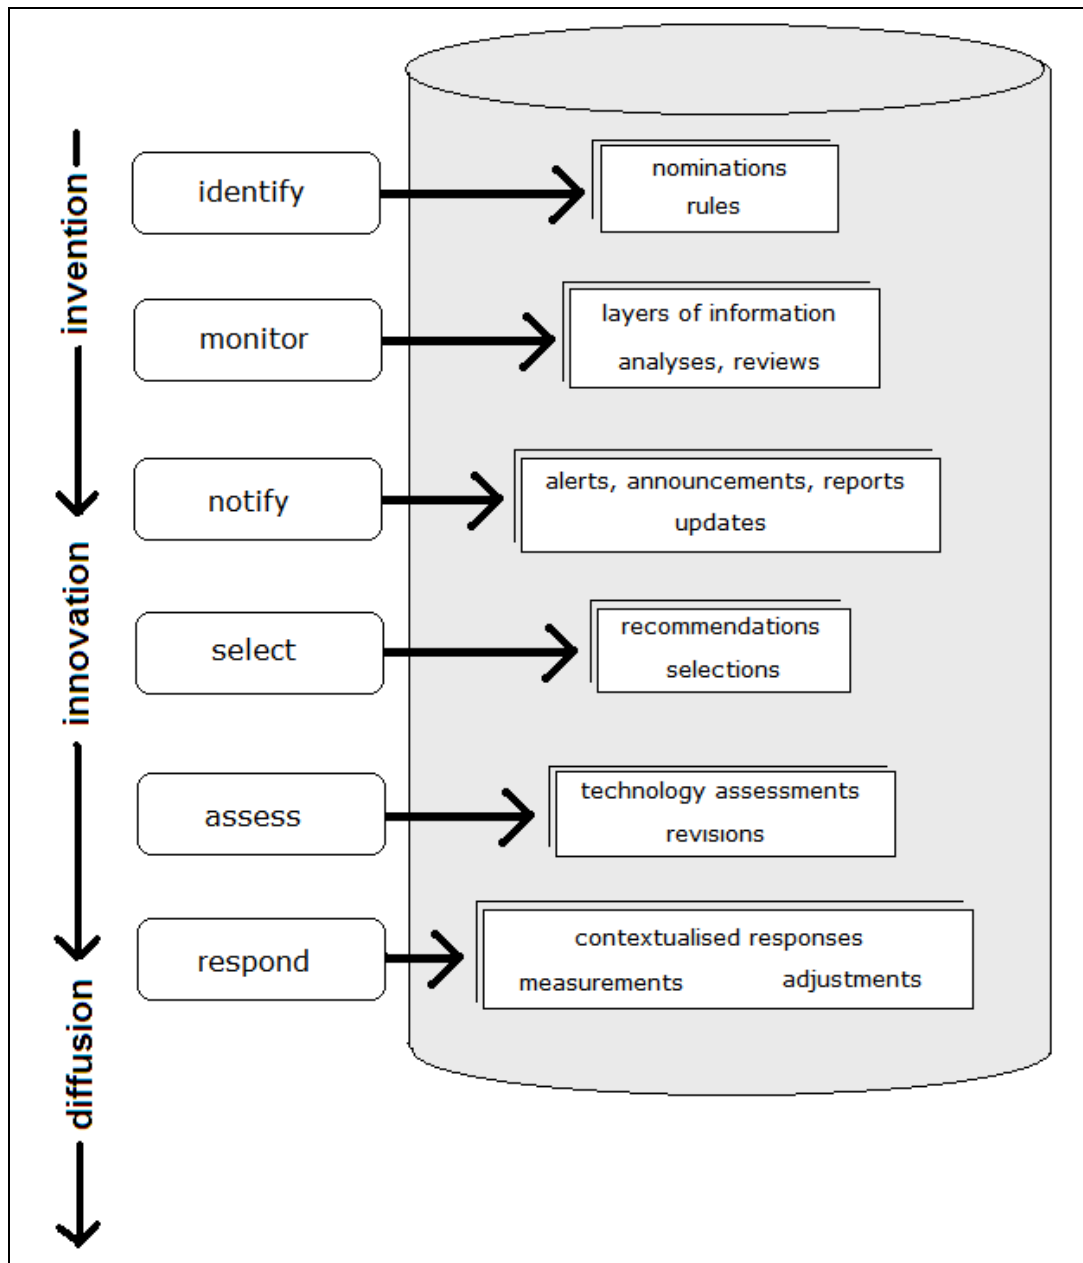 invention
innovation
diffusion
identify
nominations
rules
monitor
layers of information
analyses, reviews
notify
alerts, announcements, reports
updates
select
recommendations
selections
assess
technology assessments
revisions
respond
contextualised responses
measurements
adjustments